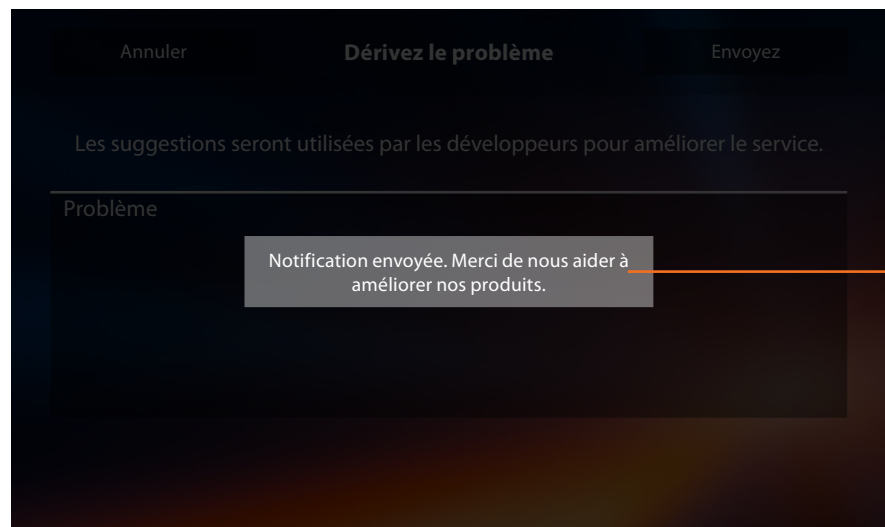 Annuler Dérivez le problème Envoyez
Les suggestions seront utilisées par les développeurs pour améliorer le service.
Problème
Notification envoyée. Merci de nous aider à
améliorer nos produits.